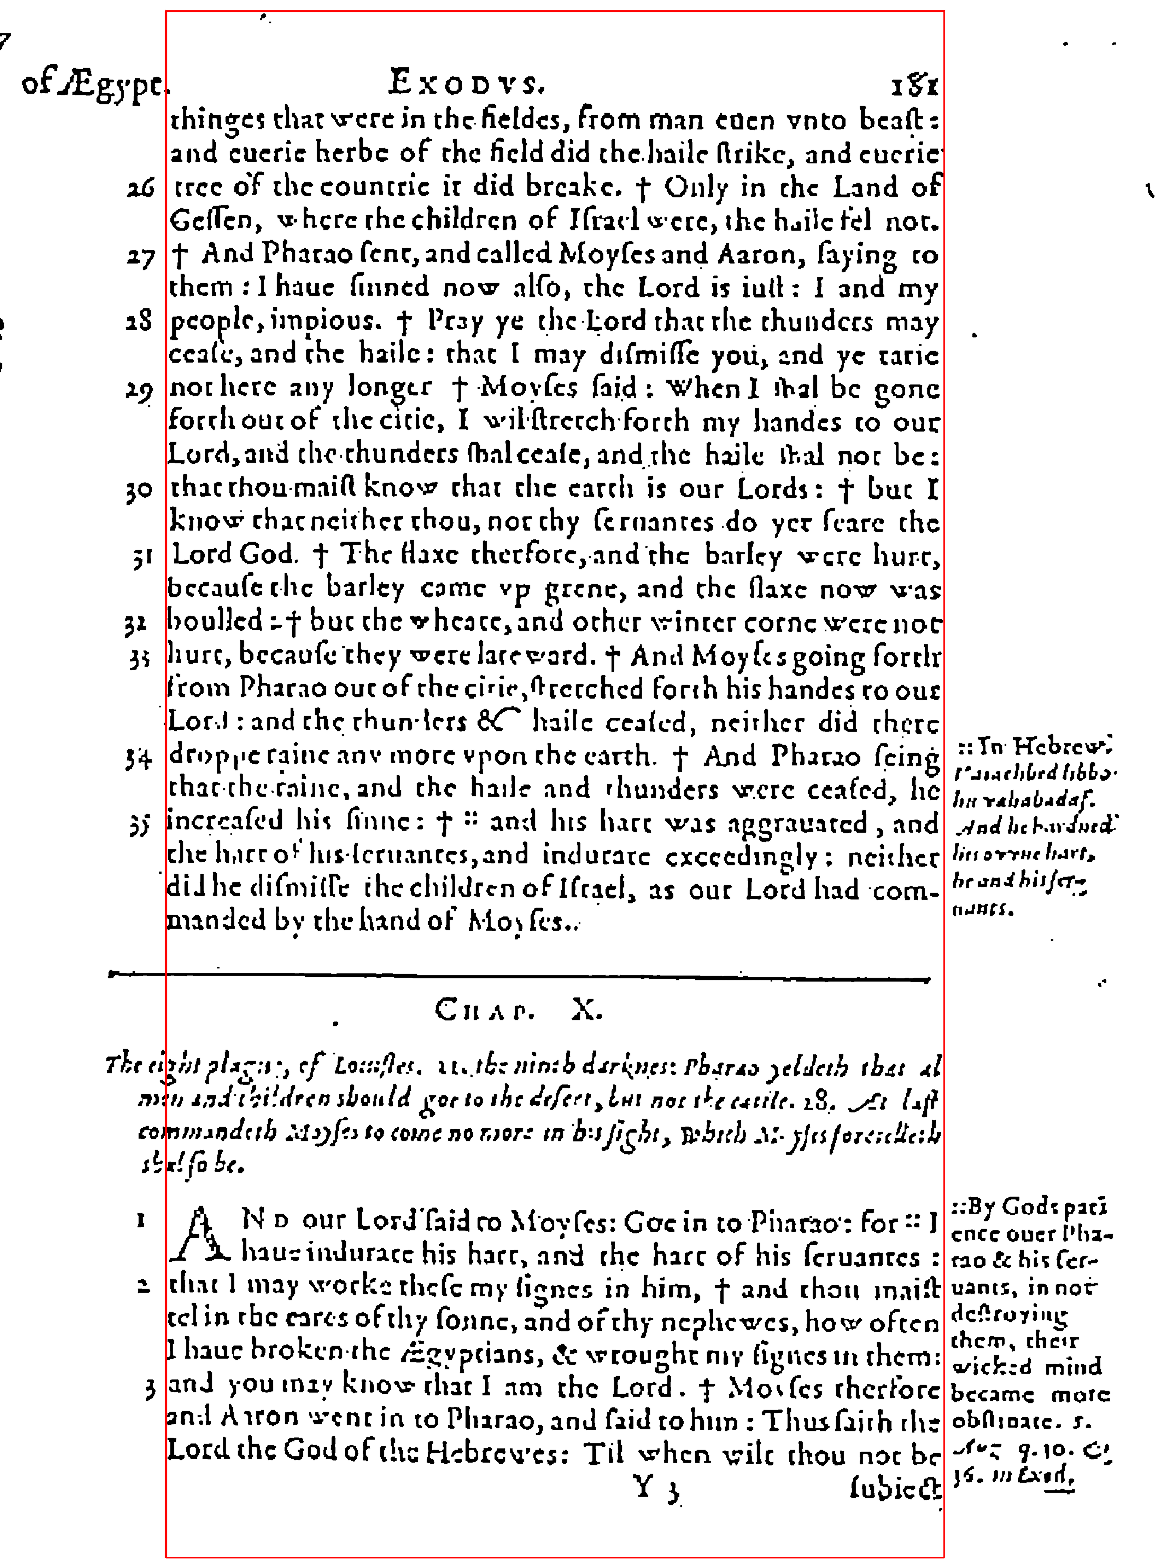 of Ægypt. EXODVS. 181
thinges that were in the fieldes, from man euen vnto beaſt:
and euerie herbe of the field did the haile ſtrike, and euerie
26 tree of the countrie it did breake. † Only in the Land of
Geſſen, where the children of Iſrael were, the haile fel not.
27 † And Pharao ſent, and called Moyſes and Aaron, ſaying to
them: I haue ſinned now alſo, the Lord is iuſt: I and my
28 people, impious. † Pray ye the Lord that the thunders may
ceaſe, and the haile: that I may diſmiſſe you, and ye tarie
29 not here any longer † Moyſes ſaid: When I ſhal be gone
forth out of the citie, I wil ſtretch forth my handes to our
Lord, and the thunders ſhal ceaſe, and the haile ſhal not be:
30 that thou maiſt know that the earth is our Lords: † but I
know that neither thou, nor thy ſeruantes do yet feare the
31 Lord God. † The flaxe therfore, and the barley were hurt,
becauſe the barley came vp grene, and the flaxe now was
32 boulled: † but the wheate, and other winter corne were not
33 hurt, becauſe they were lateward. † And Moyſes going forth
from Pharao out of the citie, ſtretched forth his handes to our
Lord: and the thunders & haile ceaſed, neither did there
34 droppe raine any more vpon the earth. † And Pharao ſeing
that the raine, and the haile and thunders were ceaſed, he
35 increaſed his ſinne: † :: and his hart was aggrauated, and
the hart of his ſeruantes, and indurate exceedingly: neither
did he diſmiſſe the children of Iſrael, as our Lord had com-
manded by the hand of Moyſes..
:: In Hebrew.
And he hardned
his owne hart,
he and his ſer-
uants.
CHAP. X.
The eight plague, of Locuſtes. 21. the ninth darknes: Pharao yeldeth that al
men and children should goe to the deſert, but not the cattle. 28. At laſt
commandeth Moyſes to come no more in his ſight, which Moyſes foretelleth
shal ſo be.
1 AND our Lord ſaid to Moyſes: Goe in to Pharao: for :: I
haue indurate his hart, and the hart of his ſeruantes:
2 that I may worke theſe my ſignes in him, † and thou maiſt
tel in the eares of thy ſonne, and of thy nephewes, how often
I haue broken the Ægyptians, & wrought my ſignes in them:
3 and you may know that I am the Lord. † Moyſes therfore
and Aaron went in to Pharao, and ſaid to him: Thus ſaith the
Lord the God of the Hebrewes: Til when wilt thou not be
:: By Gods pati
ence ouer Pha-
rao & his ſer-
uants, in not
deſtroying
them, their
wicked mind
became more
obſtinate. S.
Aug q. 10. &
36. in Exod.
Y 3 ſubiect